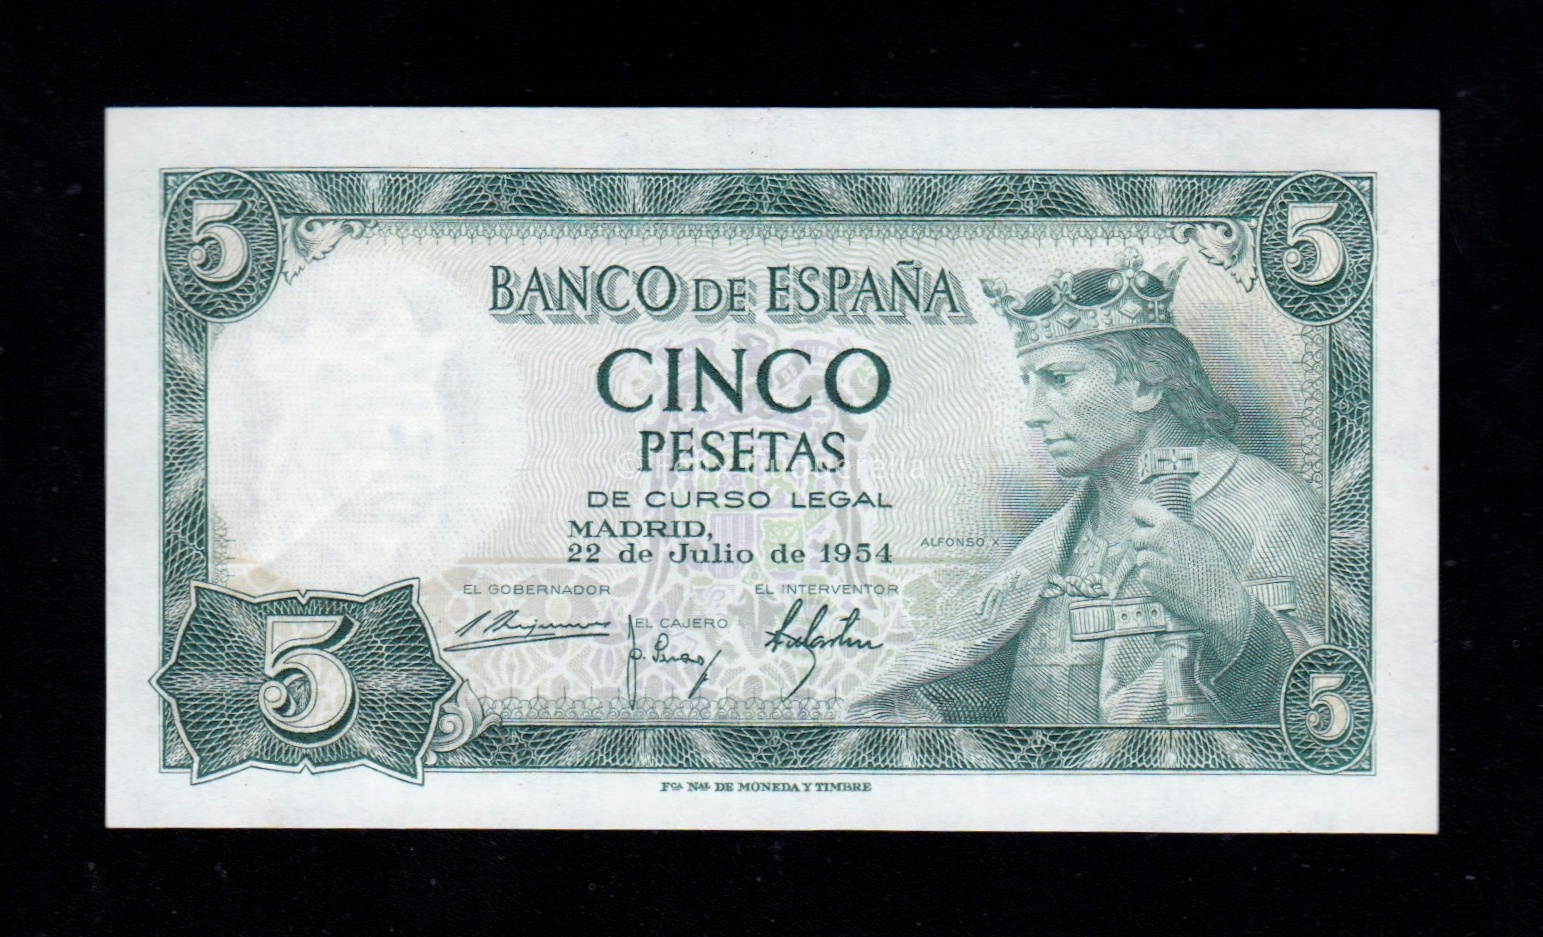 5
5
BANCO DE ESPAÑA
CINCO
PESETAS
DE CURSO LEGAL
MADRID,
22 de Julio de 1954
ALFONSO X
EL GOBERNADOR
EL INTERVENTOR
EL CAJERO
5
5
Fca. Nal. DE MONEDA Y TIMBRE